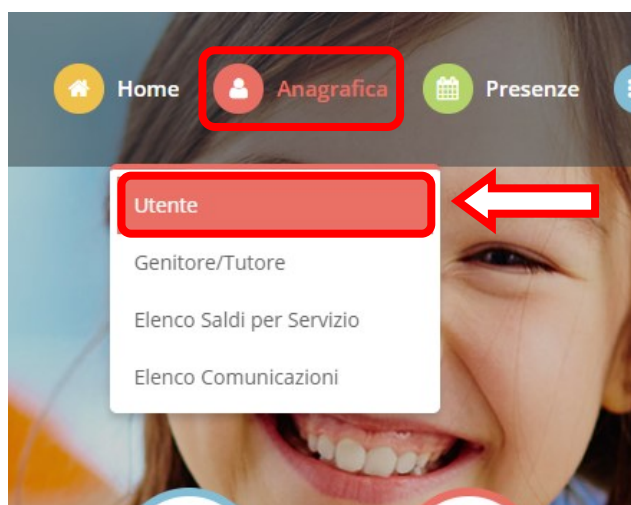 Home Anagrafica Presenze
Utente
Genitore/Tutore
Elenco Saldi per Servizio
Elenco Comunicazioni